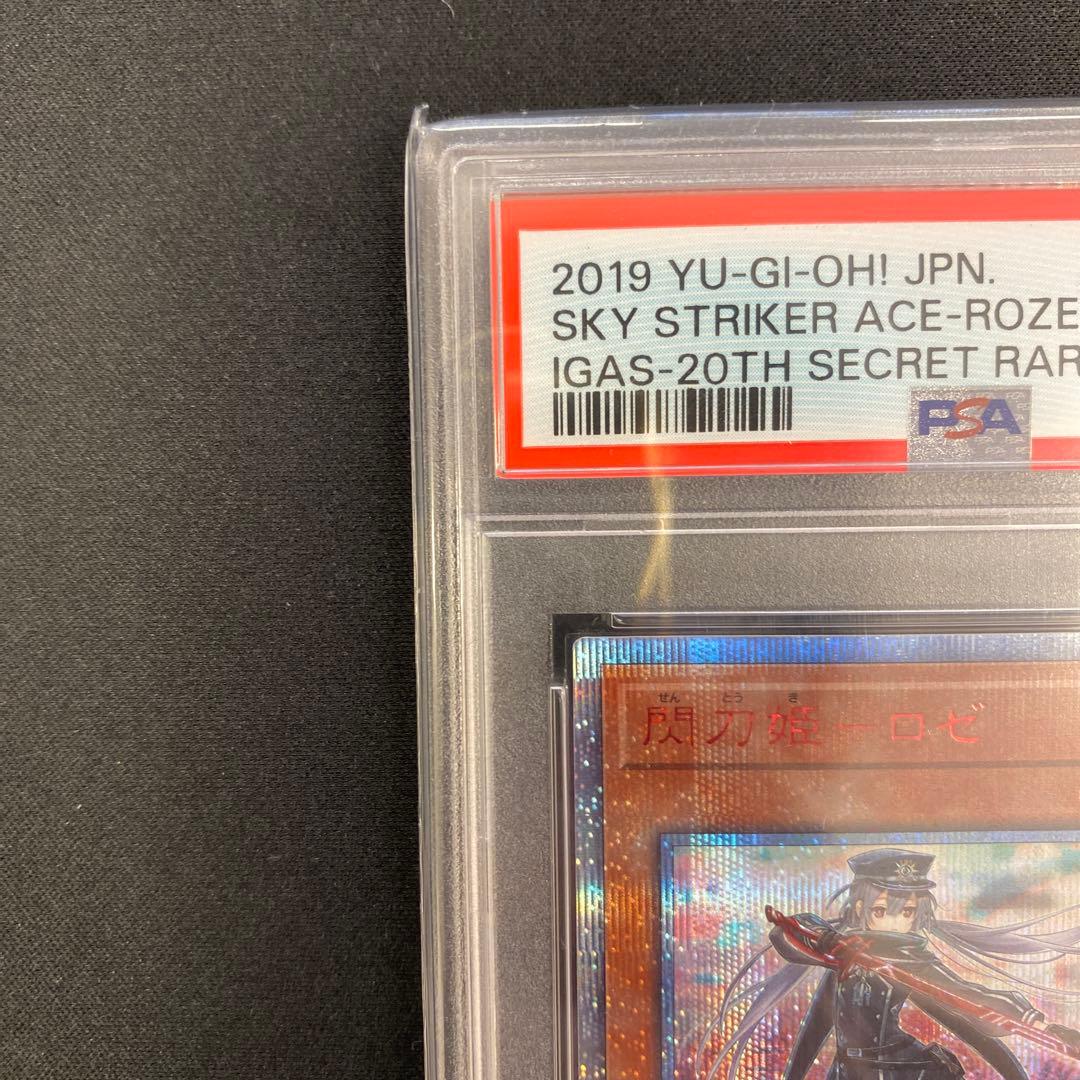 2019 YU-GI-OH! JPN.
SKY STRIKER ACE-ROZE
IGAS-20TH SECRET RAR
PSA
せん とう き
閃刀姫-ロゼ